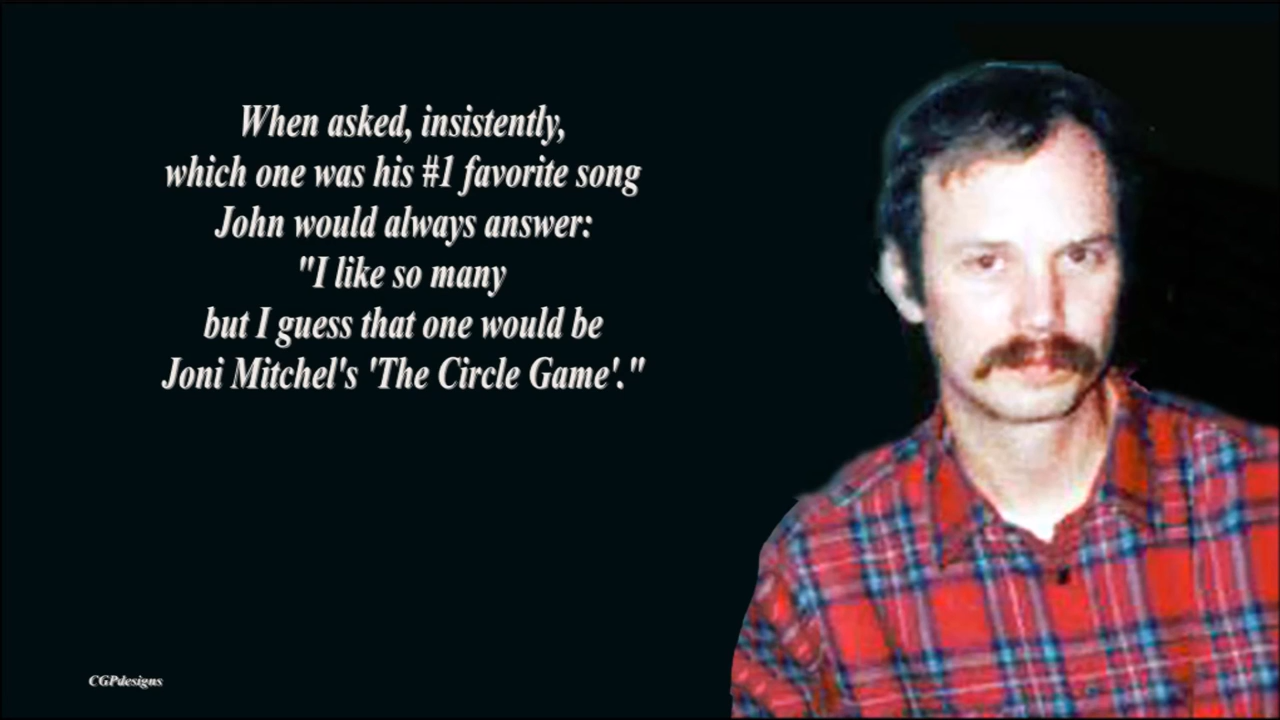 When asked, insistently,
which one was his #1 favorite song
John would always answer:
"I like so many
but I guess that one would be
Joni Mitchel's 'The Circle Game'."
CGPdesigns